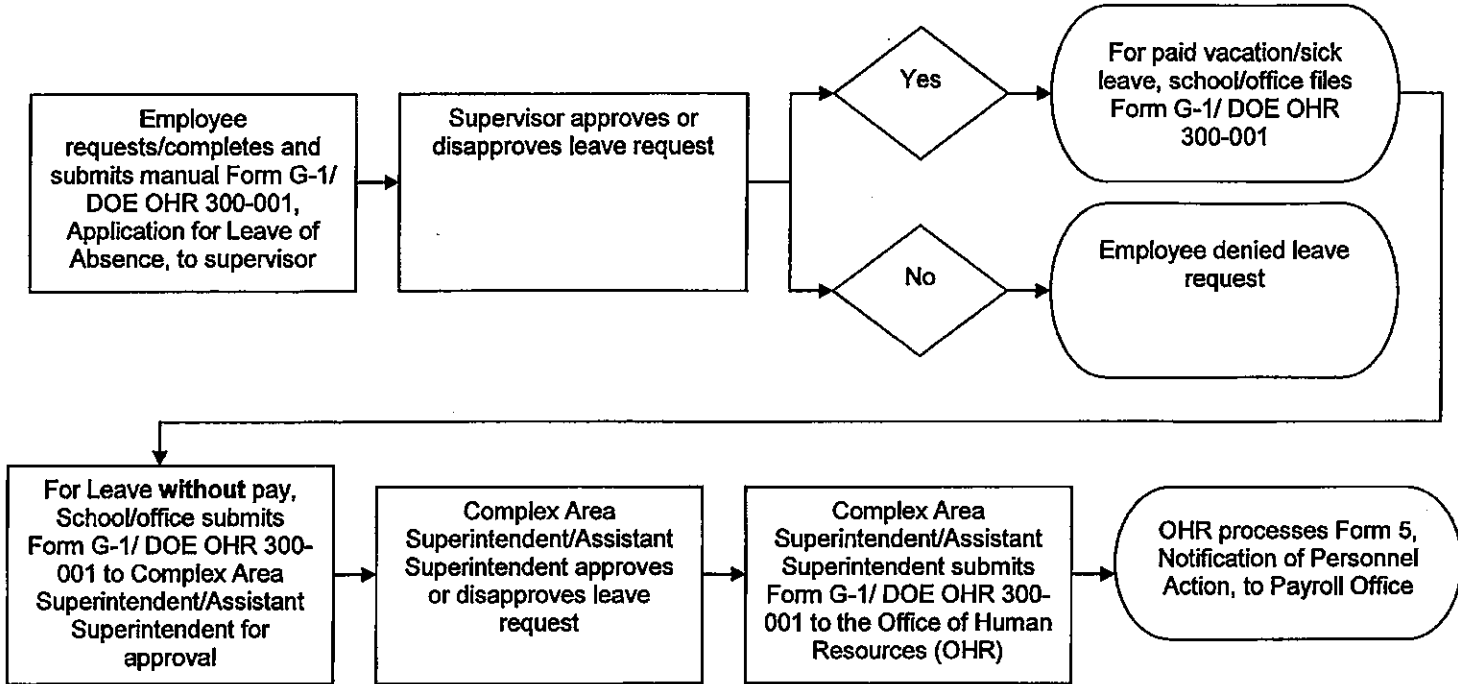 Employee
requests/completes and
submits manual Form G-1/
DOE OHR 300-001,
Application for Leave of
Absence, to supervisor
Supervisor approves or
disapproves leave request
Yes
For paid vacation/sick
leave, school/office files
Form G-1/ DOE OHR
300-001
No
Employee denied leave
request
For Leave without pay,
School/office submits
Form G-1/ DOE OHR 300-
001 to Complex Area
Superintendent/Assistant
Superintendent for
approval
Complex Area
Superintendent/Assistant
Superintendent approves
or disapproves leave
request
Complex Area
Superintendent/Assistant
Superintendent submits
Form G-1/ DOE OHR 300-
001 to the Office of Human
Resources (OHR)
OHR processes Form 5,
Notification of Personnel
Action, to Payroll Office